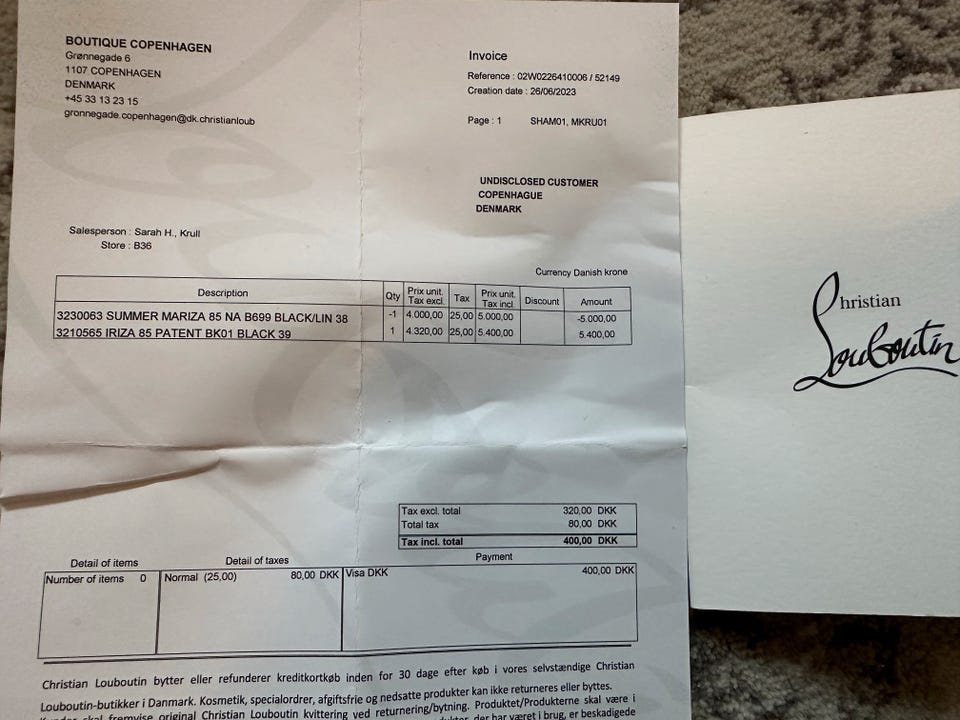 BOUTIQUE COPENHAGEN
Grønnegade 6
1107 COPENHAGEN
DENMARK
+45 33 13 23 15
gronnegade.copenhagen@dk.christianloub
Invoice
Reference : 02W0226410006 / 52149
Creation date : 26/06/2023
Page : 1 SHAM01, MKRU01
UNDISCLOSED CUSTOMER
COPENHAGUE
DENMARK
Salesperson : Sarah H., Krull
Store : B36
Currency Danish krone
Description Qty Prix unit. Tax excl. Tax Prix unit. Tax incl. Discount Amount
3230063 SUMMER MARIZA 85 NA B699 BLACK/LIN 38 -1 4.000,00 25,00 5.000,00 -5.000,00
3210565 IRIZA 85 PATENT BK01 BLACK 39 1 4.320,00 25,00 5.400,00 5.400,00
Tax excl. total 320,00 DKK
Total tax 80,00 DKK
Tax incl. total 400,00 DKK
Detail of items Detail of taxes Payment
Number of items 0 Normal (25,00) 80,00 DKK Visa DKK 400,00 DKK
Christian Louboutin bytter eller refunderer kreditkortkøb inden for 30 dage efter køb i vores selvstændige Christian
Louboutin-butikker i Danmark. Kosmetik, specialordrer, afgiftsfrie og nedsatte produkter kan ikke returneres eller byttes.
Kunder skal fremvise original Christian Louboutin kvittering ved returnering/bytning. Produktet/Produkterne skal være i
der har været i brug, er beskadigede
Christian
Louboutin